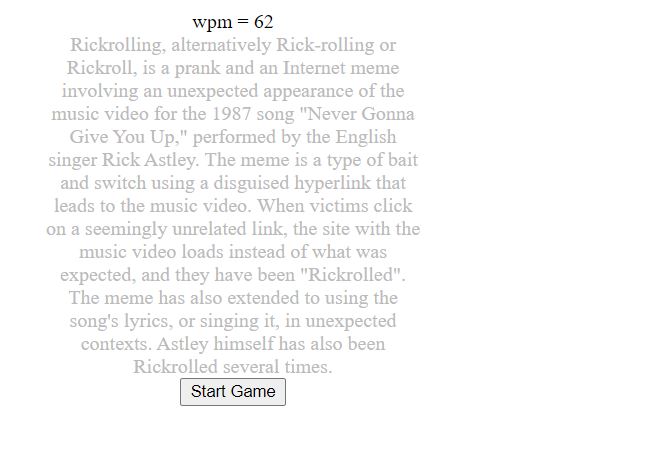 wpm = 62
Rickrolling, alternatively Rick-rolling or
Rickroll, is a prank and an Internet meme
involving an unexpected appearance of the
music video for the 1987 song "Never Gonna
Give You Up," performed by the English
singer Rick Astley. The meme is a type of bait
and switch using a disguised hyperlink that
leads to the music video. When victims click
on a seemingly unrelated link, the site with the
music video loads instead of what was
expected, and they have been "Rickrolled".
The meme has also extended to using the
song's lyrics, or singing it, in unexpected
contexts. Astley himself has also been
Rickrolled several times.
Start Game